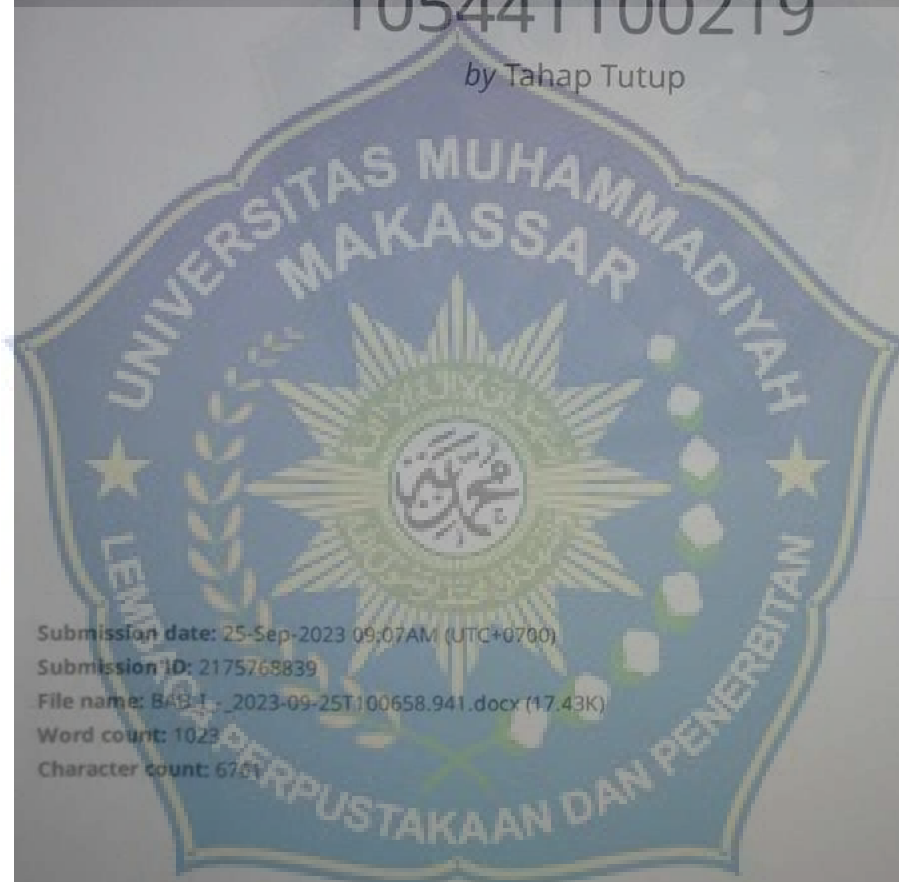 105441100219
by Tahap Tutup
UNIVERSITAS MUHAMMADIYAH
MAKASSAR
محمد
Submission date: 25-Sep-2023 09:07AM (UTC+0700)
Submission ID: 2175768839
File name: BAB_I_-_2023-09-25T100658.941.docx (17.43K)
Word count: 1023
Character count:
LEMBAGA PERPUSTAKAAN DAN PENERBITAN